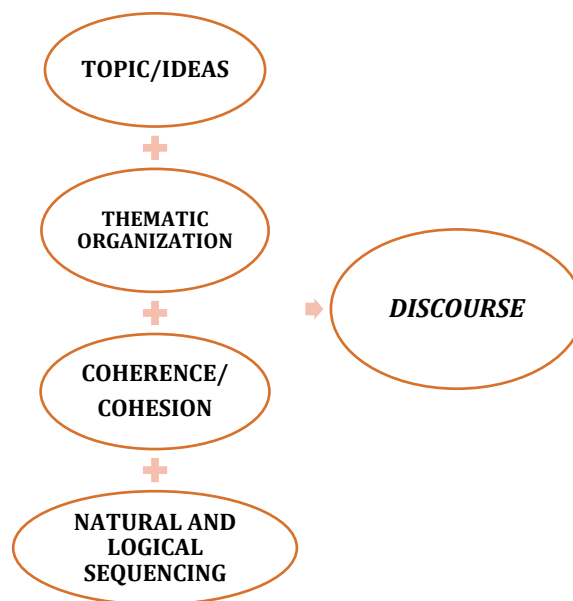 TOPIC/IDEAS
THEMATIC
ORGANIZATION
COHERENCE/
COHESION
NATURAL AND
LOGICAL
SEQUENCING
DISCOURSE